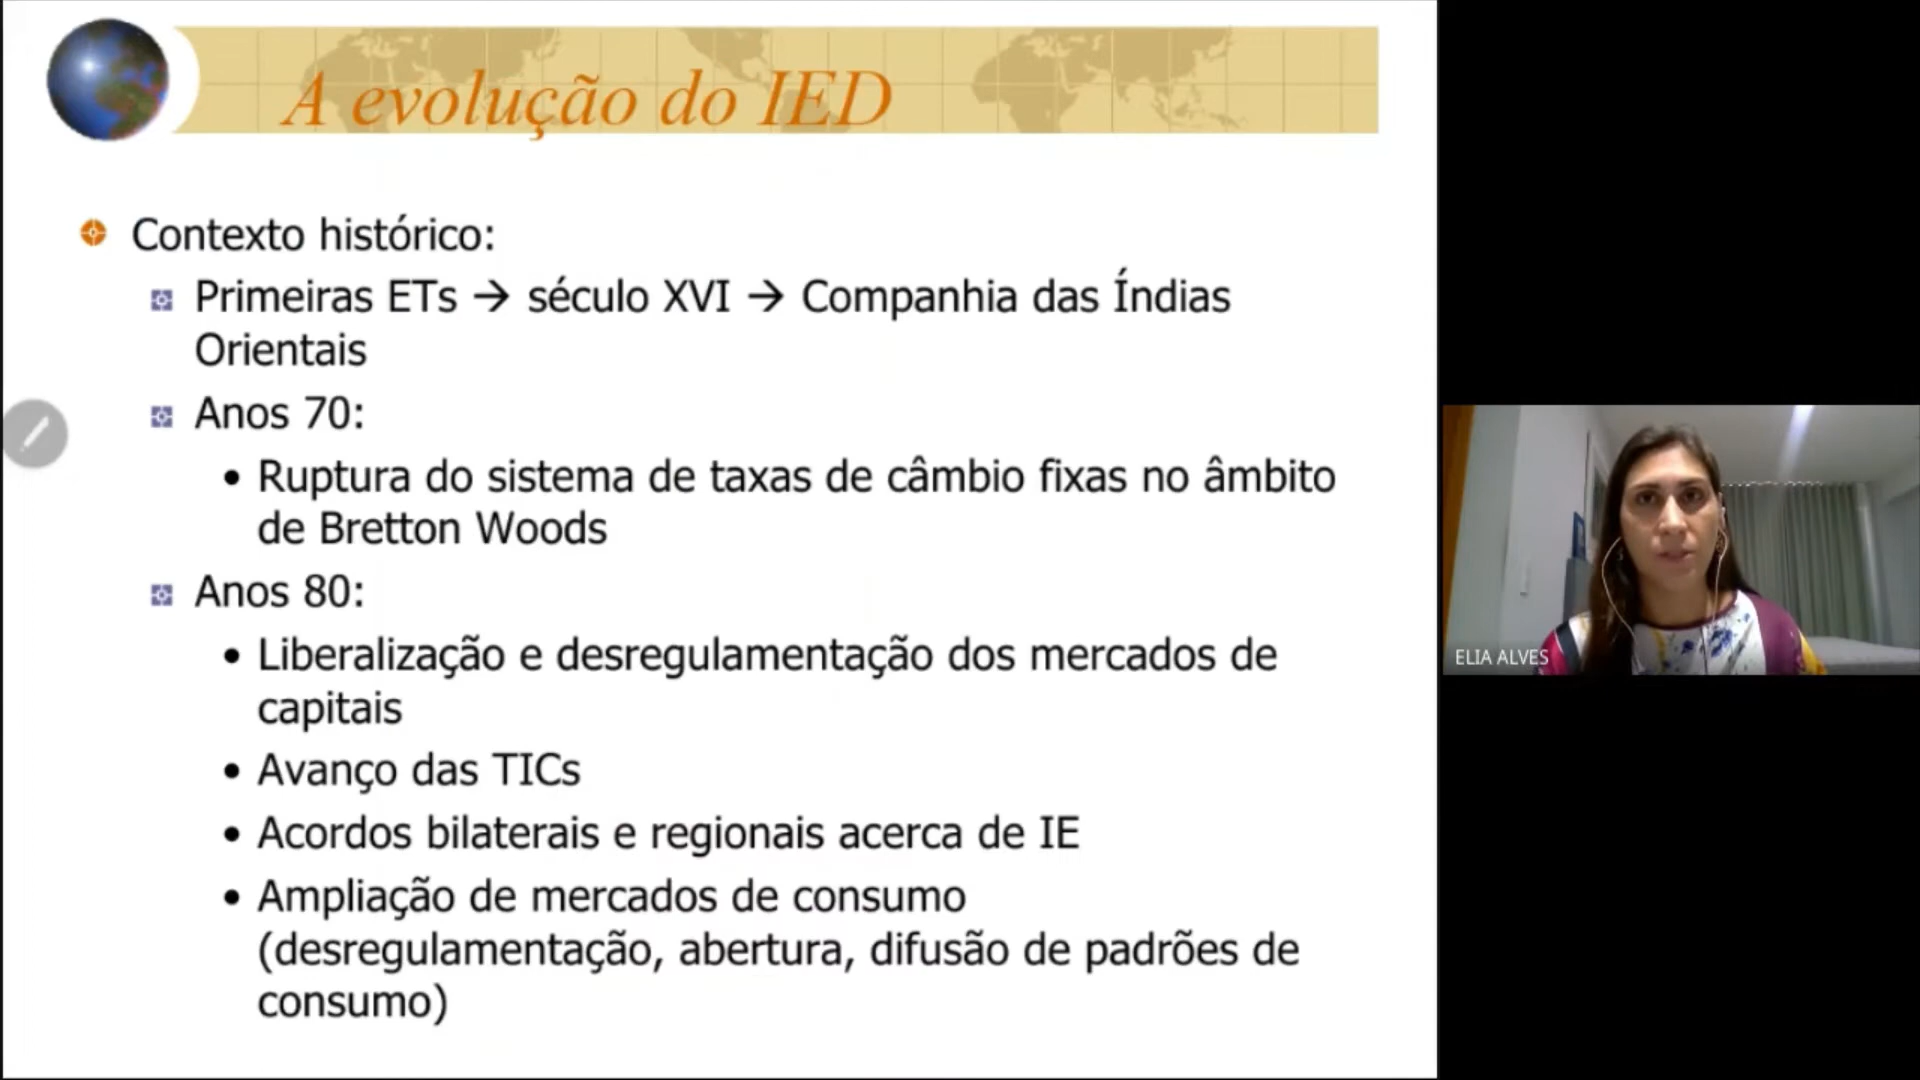 A evolução do IED
Contexto histórico:
Primeiras ETs → século XVI → Companhia das Índias
Orientais
Anos 70:
• Ruptura do sistema de taxas de câmbio fixas no âmbito
de Bretton Woods
Anos 80:
• Liberalização e desregulamentação dos mercados de
capitais
• Avanço das TICs
• Acordos bilaterais e regionais acerca de IE
• Ampliação de mercados de consumo
(desregulamentação, abertura, difusão de padrões de
consumo)
ELIA ALVES